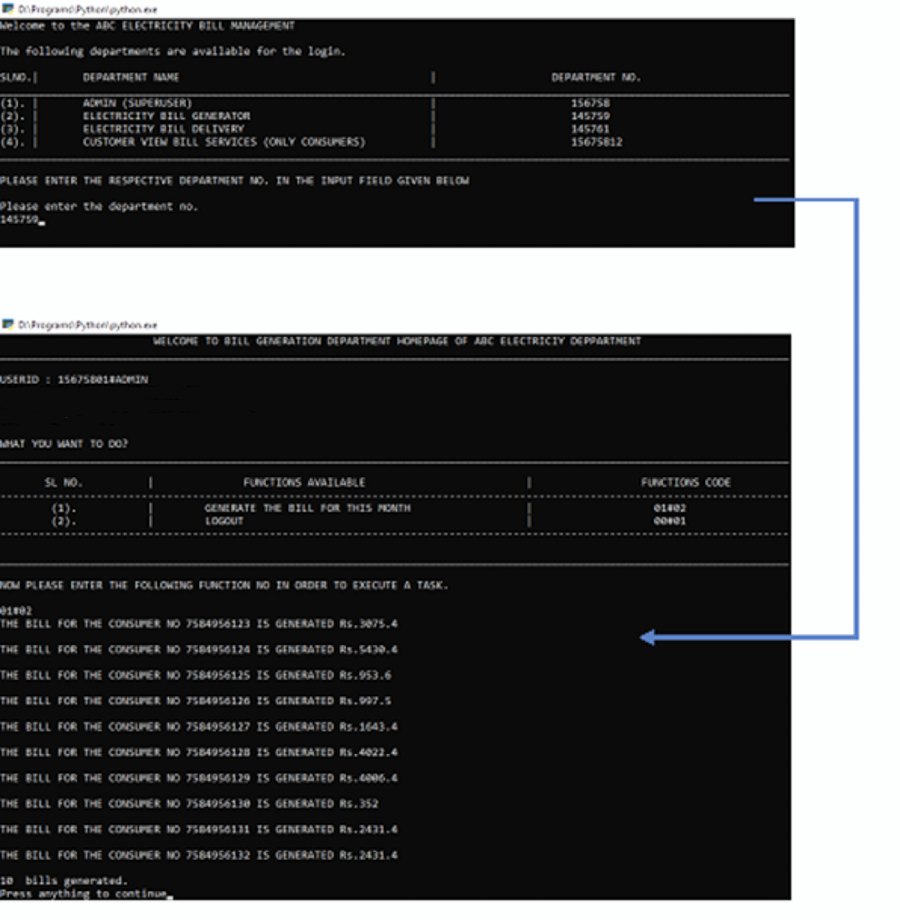 D:\Programs\Python\python.exe
Welcome to the ABC ELECTRICITY BILL MANAGEMENT
The following departments are available for the login.
SLNO.| DEPARTMENT NAME | DEPARTMENT NO.
(1). | ADMIN (SUPERUSER) | 156758
(2). | ELECTRICITY BILL GENERATOR | 145759
(3). | ELECTRICITY BILL DELIVERY | 145761
(4). | CUSTOMER VIEW BILL SERVICES (ONLY CONSUMERS) | 15675812
PLEASE ENTER THE RESPECTIVE DEPARTMENT NO. IN THE INPUT FIELD GIVEN BELOW
Please enter the department no.
145759_
D:\Programs\Python\python.exe
WELCOME TO BILL GENERATION DEPARTMENT HOMEPAGE OF ABC ELECTRICIY DEPPARTMENT
USERID : 15675801#ADMIN
WHAT YOU WANT TO DO?
SL NO. | FUNCTIONS AVAILABLE | FUNCTIONS CODE
(1). | GENERATE THE BILL FOR THIS MONTH | 01#02
(2). | LOGOUT | 00#01
NOW PLEASE ENTER THE FOLLOWING FUNCTION NO IN ORDER TO EXECUTE A TASK.
01#02
THE BILL FOR THE CONSUMER NO 7584956123 IS GENERATED Rs.3075.4
THE BILL FOR THE CONSUMER NO 7584956124 IS GENERATED Rs.5430.4
THE BILL FOR THE CONSUMER NO 7584956125 IS GENERATED Rs.953.6
THE BILL FOR THE CONSUMER NO 7584956126 IS GENERATED Rs.997.5
THE BILL FOR THE CONSUMER NO 7584956127 IS GENERATED Rs.1643.4
THE BILL FOR THE CONSUMER NO 7584956128 IS GENERATED Rs.4022.4
THE BILL FOR THE CONSUMER NO 7584956129 IS GENERATED Rs.4006.4
THE BILL FOR THE CONSUMER NO 7584956130 IS GENERATED Rs.352
THE BILL FOR THE CONSUMER NO 7584956131 IS GENERATED Rs.2431.4
THE BILL FOR THE CONSUMER NO 7584956132 IS GENERATED Rs.2431.4
10 bills generated.
Press anything to continue_